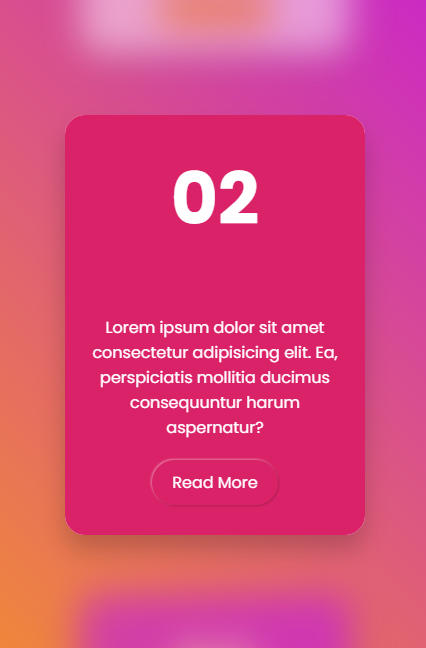 02
Lorem ipsum dolor sit amet
consectetur adipisicing elit. Ea,
perspiciatis mollitia ducimus
consequuntur harum
aspernatur?
Read More